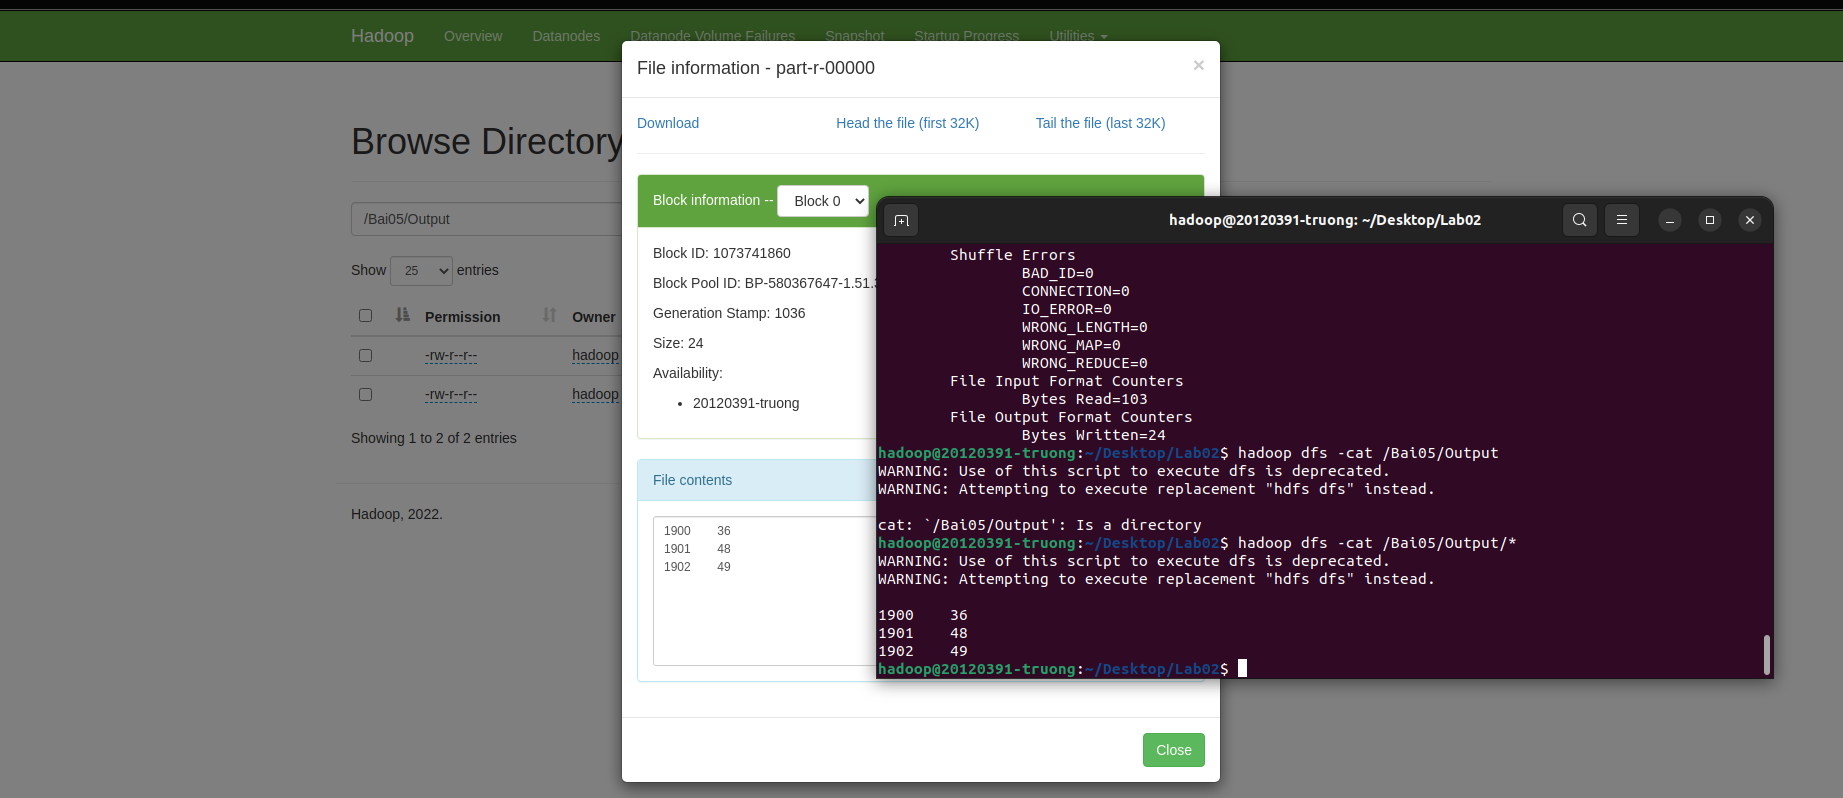 Hadoop Overview Datanodes Datanode Volume Failures Snapshot Startup Progress Utilities
Browse Directory
/Bai05/Output
Show 25 entries
Permission Owner
-rw-r--r-- hadoop
-rw-r--r-- hadoop
Showing 1 to 2 of 2 entries
Hadoop, 2022.
File information - part-r-00000 ×
Download Head the file (first 32K) Tail the file (last 32K)
Block information -- Block 0
Block ID: 1073741860
Block Pool ID: BP-580367647-1.51.
Generation Stamp: 1036
Size: 24
Availability:
• 20120391-truong
File contents
1900 36
1901 48
1902 49
Close
hadoop@20120391-truong: ~/Desktop/Lab02
Shuffle Errors
BAD_ID=0
CONNECTION=0
IO_ERROR=0
WRONG_LENGTH=0
WRONG_MAP=0
WRONG_REDUCE=0
File Input Format Counters
Bytes Read=103
File Output Format Counters
Bytes Written=24
hadoop@20120391-truong:~/Desktop/Lab02$ hadoop dfs -cat /Bai05/Output
WARNING: Use of this script to execute dfs is deprecated.
WARNING: Attempting to execute replacement "hdfs dfs" instead.
cat: `/Bai05/Output': Is a directory
hadoop@20120391-truong:~/Desktop/Lab02$ hadoop dfs -cat /Bai05/Output/*
WARNING: Use of this script to execute dfs is deprecated.
WARNING: Attempting to execute replacement "hdfs dfs" instead.
1900 36
1901 48
1902 49
hadoop@20120391-truong:~/Desktop/Lab02$